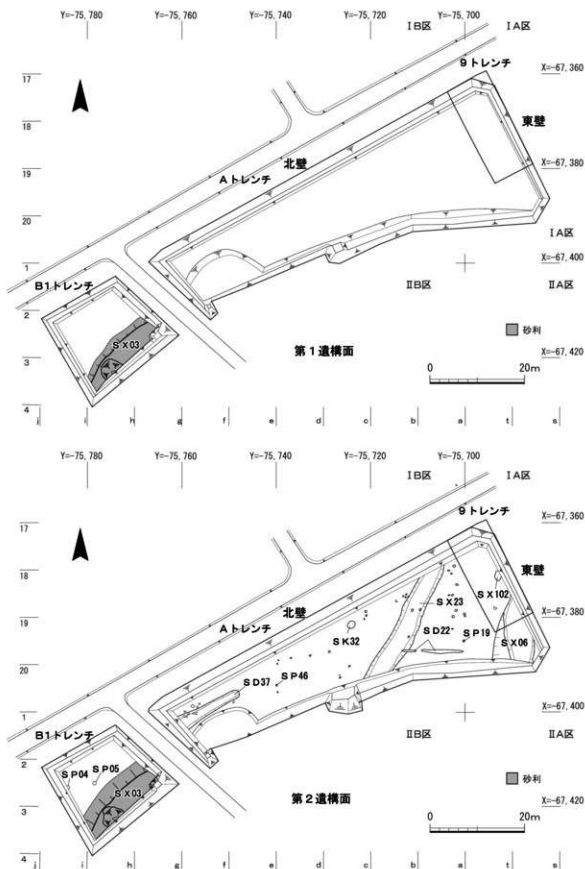 Y=-75,780 Y=-75,760 Y=-75,740 Y=-75,720 Y=-75,700
ⅠB区 ⅠA区
X=-67,360
9トレンチ
17
東壁
18
北壁
X=-67,380
19
Aトレンチ
20
ⅠA区
1
X=-67,400
B1トレンチ
ⅡB区 ⅡA区
2
SX03
砂利
3
第1遺構面
X=-67,420
0 20m
4
j i h g f e d c b a t s
Y=-75,780 Y=-75,760 Y=-75,740 Y=-75,720 Y=-75,700
ⅠB区 ⅠA区
X=-67,360
9トレンチ
17
東壁
18
SX102
北壁
SX23
X=-67,380
19
SK32
Aトレンチ
SD22 SP19
SX06
20
SD37 SP46
1
X=-67,400
B1トレンチ
ⅡB区 ⅡA区
2
SP04 SP05
SX03
砂利
3
第2遺構面
X=-67,420
0 20m
4
j i h g f e d c b a t s